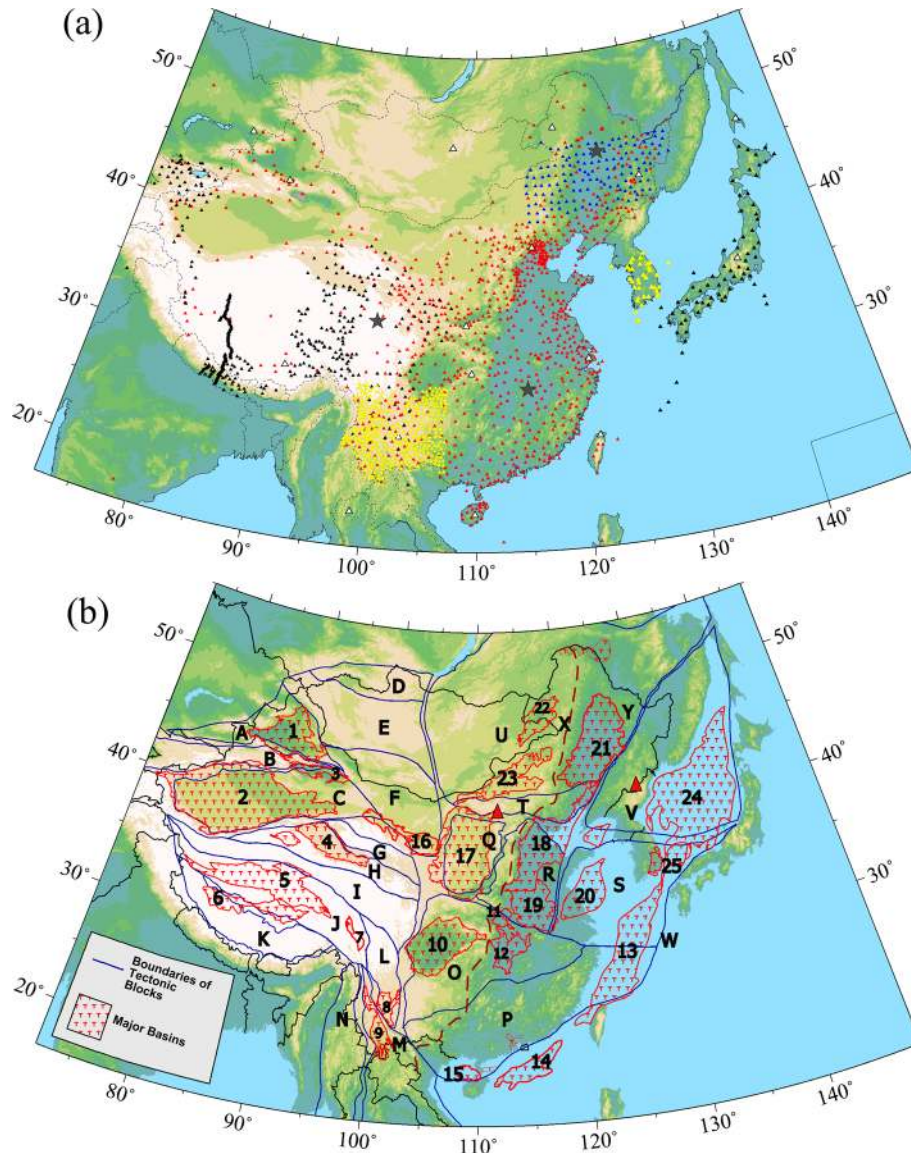 (a)
50˚
50˚
40˚
40˚
30˚
30˚
20˚
80˚
90˚
100˚
110˚
120˚
130˚
140˚
(b)
50˚
50˚
40˚
40˚
30˚
30˚
20˚
80˚
90˚
100˚
110˚
120˚
130˚
140˚
D
E
A
1
B
3
2
C
F
4
G
H
16
I
5
6
J
7
K
L
N
8
9
M
U
22
X
Y
21
23
T
Q
17
18
R
19
20
S
V
24
25
11
12
10
O
13
W
P
14
15
Boundaries of
Tectonic
Blocks
Major Basins